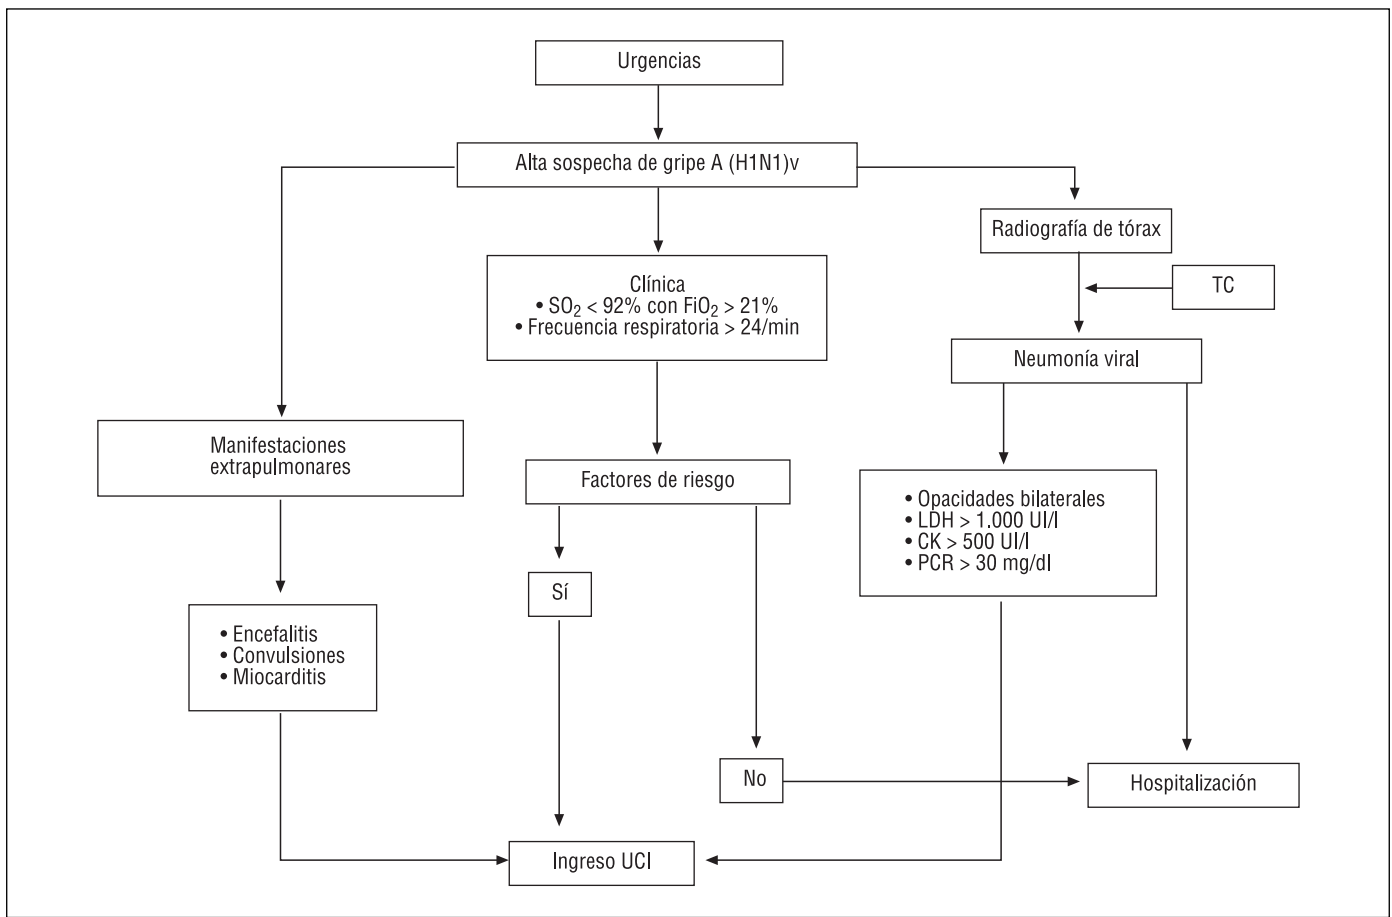 Urgencias
Alta sospecha de gripe A (H1N1)v
Radiografía de tórax
TC
Clínica
• SO₂ < 92% con FiO₂ > 21%
• Frecuencia respiratoria > 24/min
Neumonía viral
Manifestaciones
extrapulmonares
Factores de riesgo
• Opacidades bilaterales
• LDH > 1.000 UI/l
• CK > 500 UI/l
• PCR > 30 mg/dl
Sí
• Encefalitis
• Convulsiones
• Miocarditis
No
Hospitalización
Ingreso UCI